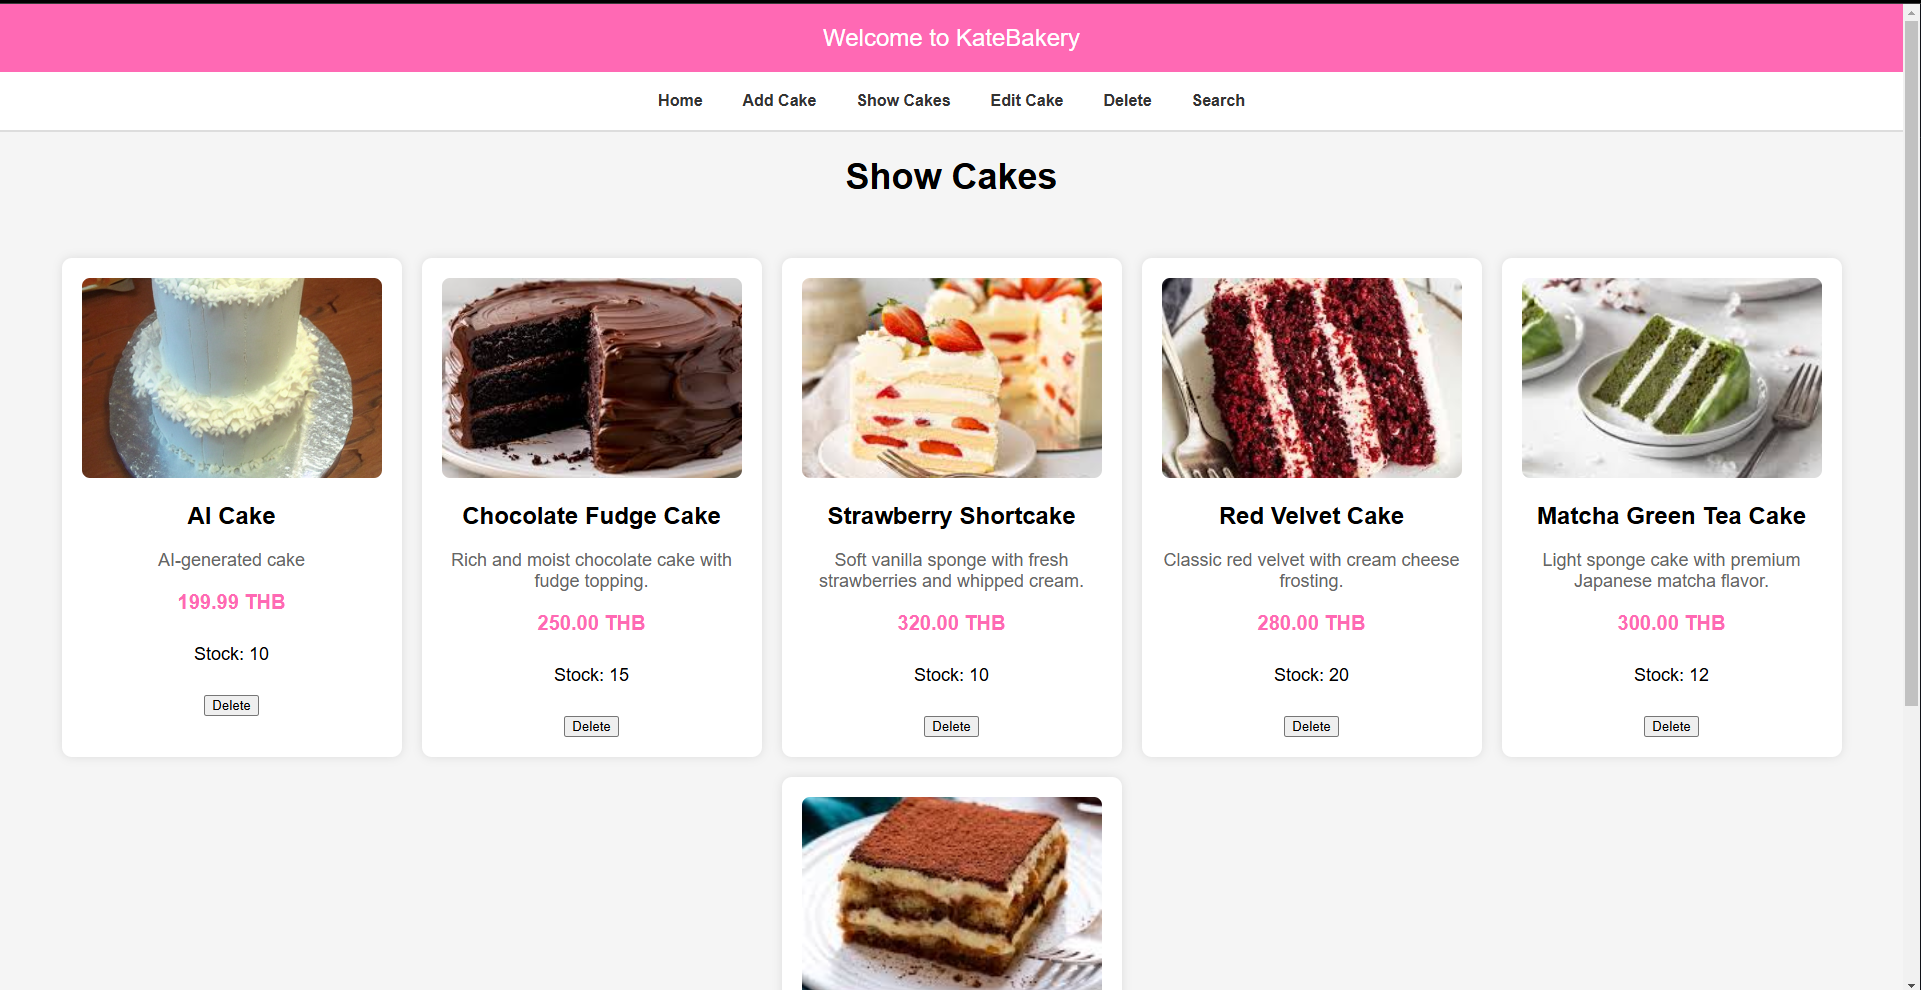 Welcome to KateBakery
Home Add Cake Show Cakes Edit Cake Delete Search
Show Cakes
AI Cake
AI-generated cake
199.99 THB
Stock: 10
Delete
Chocolate Fudge Cake
Rich and moist chocolate cake with
fudge topping.
250.00 THB
Stock: 15
Delete
Strawberry Shortcake
Soft vanilla sponge with fresh
strawberries and whipped cream.
320.00 THB
Stock: 10
Delete
Red Velvet Cake
Classic red velvet with cream cheese
frosting.
280.00 THB
Stock: 20
Delete
Matcha Green Tea Cake
Light sponge cake with premium
Japanese matcha flavor.
300.00 THB
Stock: 12
Delete